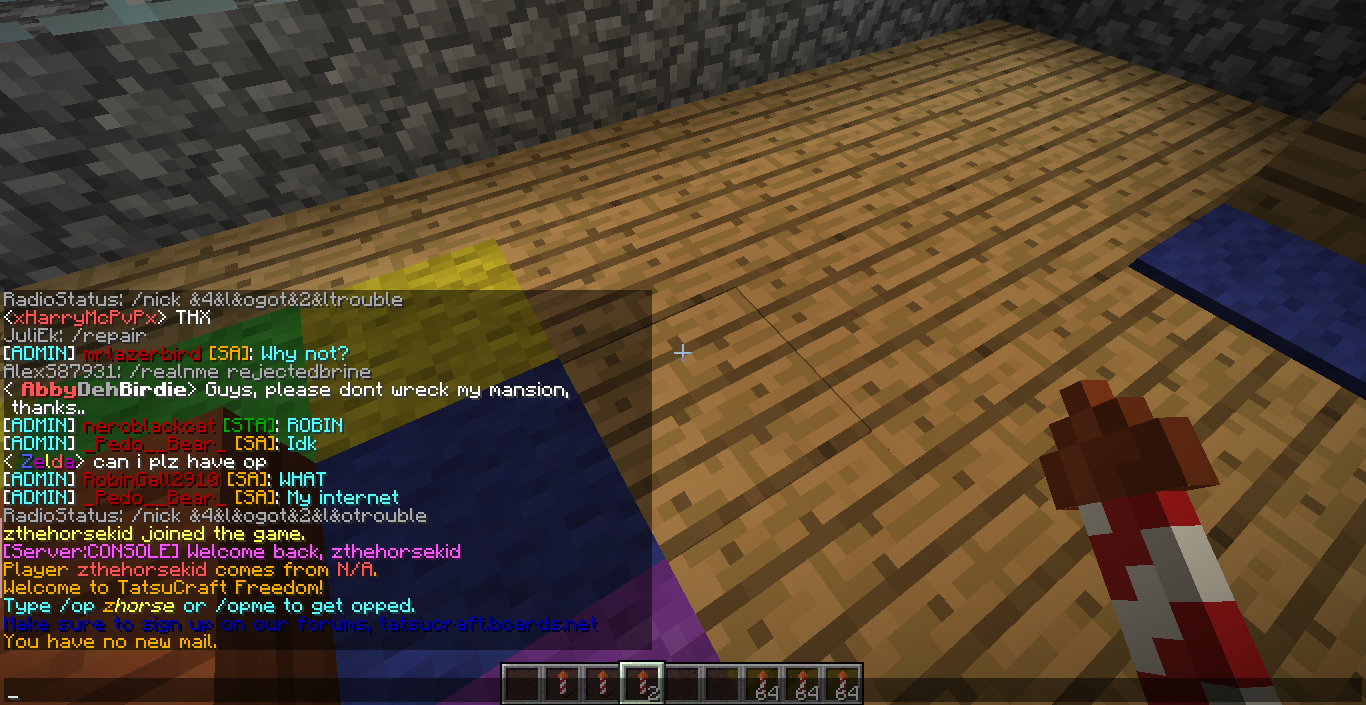 RadioStatus: /nick &4&l&ogot&2&ltrouble
<xHarryMcPvPx> THX
JuliEk: /repair
[ADMIN] mrlazerbird [SA]: Why not?
Alex587931: /realnme rejectedbrine
< AbbyDehBirdie> Guys, please dont wreck my mansion,
thanks..
[ADMIN] neroblackcat [STA]: ROBIN
[ADMIN] _Pedo__Bear_ [SA]: Idk
< Zelda> can i plz have op
[ADMIN] RobinGall2910 [SA]: WHAT
[ADMIN] _Pedo__Bear_ [SA]: My internet
RadioStatus: /nick &4&l&ogot&2&l&otrouble
zthehorsekid joined the game.
[Server:CONSOLE] Welcome back, zthehorsekid
Player zthehorsekid comes from N/A.
Welcome to TatsuCraft Freedom!
Type /op zhorse or /opme to get opped.
Make sure to sign up on our forums, tatsucraft.boards.net
You have no new mail.
_
2 64 64 64